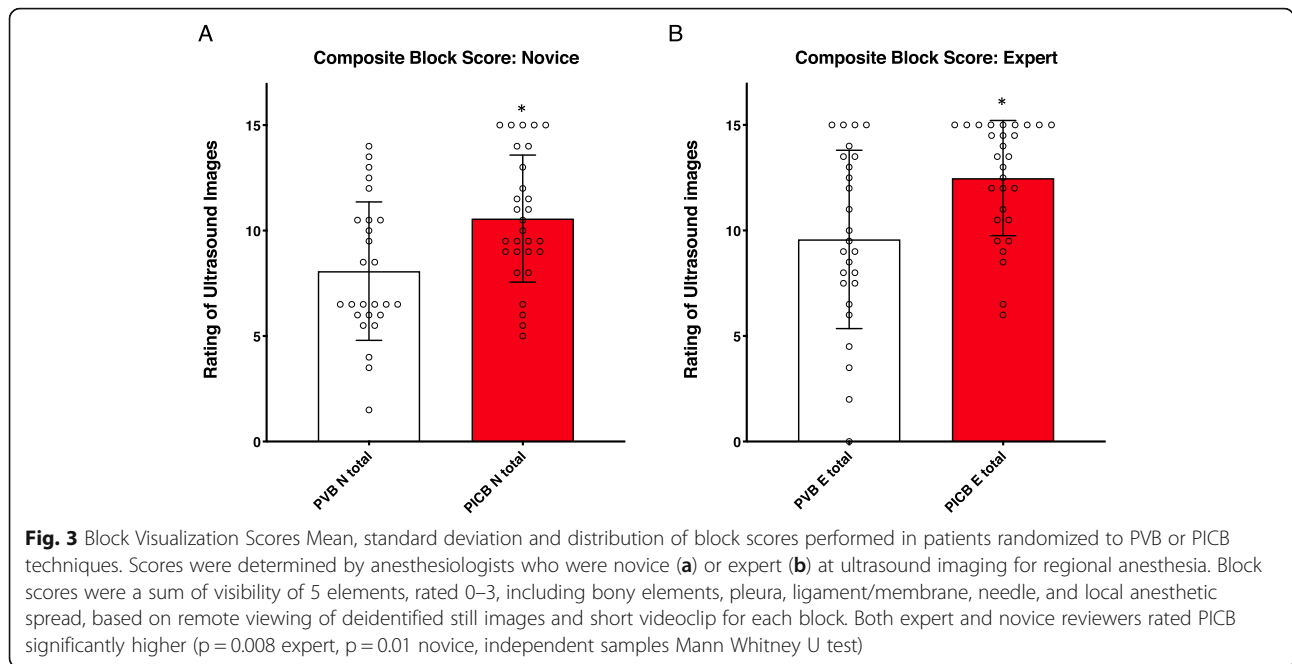 A
Composite Block Score: Novice
Rating of Ultrasound Images
15
10
5
0
*
PVB N total
PICB N total
B
Composite Block Score: Expert
Rating of Ultrasound images
15
10
5
0
*
PVB E total
PICB E total
Fig. 3 Block Visualization Scores Mean, standard deviation and distribution of block scores performed in patients randomized to PVB or PICB
techniques. Scores were determined by anesthesiologists who were novice (a) or expert (b) at ultrasound imaging for regional anesthesia. Block
scores were a sum of visibility of 5 elements, rated 0–3, including bony elements, pleura, ligament/membrane, needle, and local anesthetic
spread, based on remote viewing of deidentified still images and short videoclip for each block. Both expert and novice reviewers rated PICB
significantly higher (p = 0.008 expert, p = 0.01 novice, independent samples Mann Whitney U test)